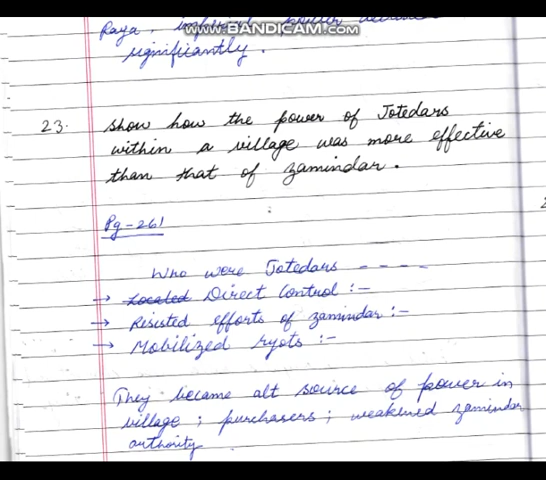 WWW.BANDICAM.COM
Raya, imperial
significantly.
23. Show how the power of Jotedars
within a village was more effective
than that of zamindar.
Pg-261
Who were Jotedars ----
→ Located Direct Control :-
→ Resisted efforts of zamindar :-
→ Mobilized ryots :-
They became alt source of power in
village ; purchasers ; weakened zamindar
authority